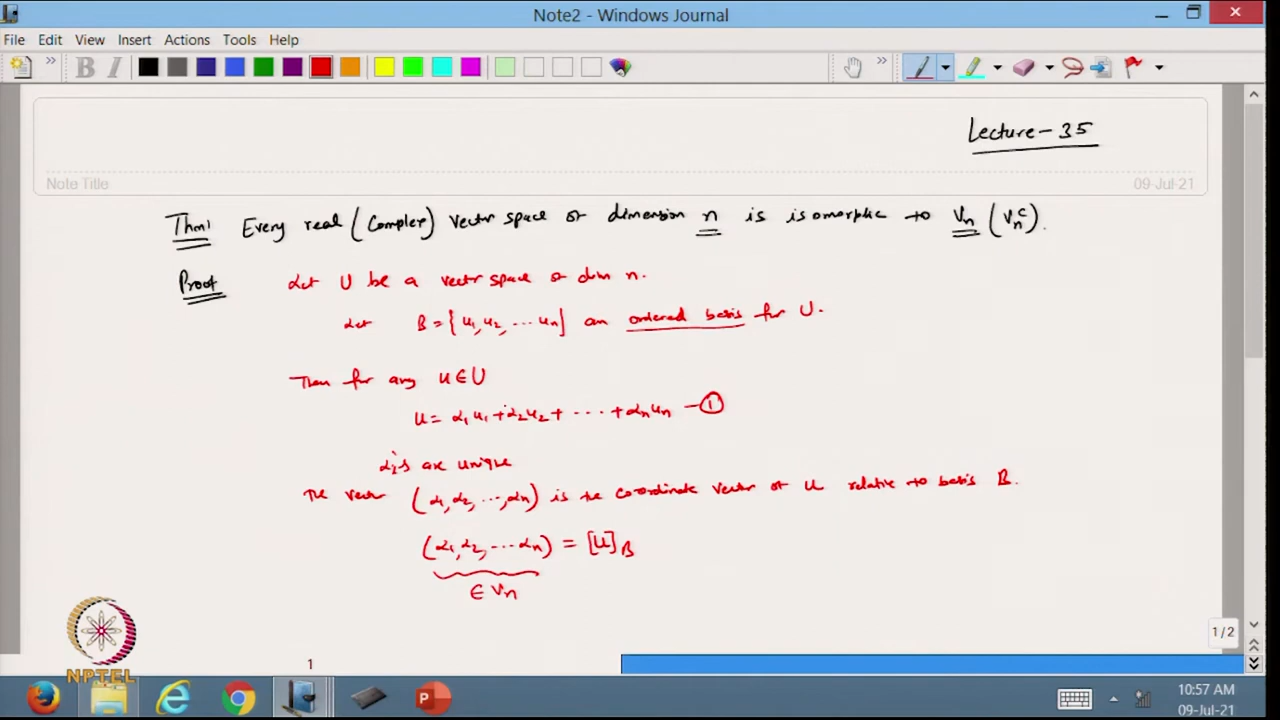 Note2 - Windows Journal
File Edit View Insert Actions Tools Help
Lecture-35
Note Title
09-Jul-21
Thm: Every real (Complex) vector space of dimension n is isomorphic to Vn (Vn^C).
Proof Let U be a vector space of dim n.
Let B = {u1, u2, ... un} an ordered basis for U.
Then for any u ∈ U
u = α1u1 + α2u2 + ... + αnun - ①
αi's are unique
The vector (α1, α2, ..., αn) is the coordinate vector of u relative to basis B.
(α1, α2, ... αn) = [u]B
∈ Vn
1/2
1
NPTEL
10:57 AM
09-Jul-21